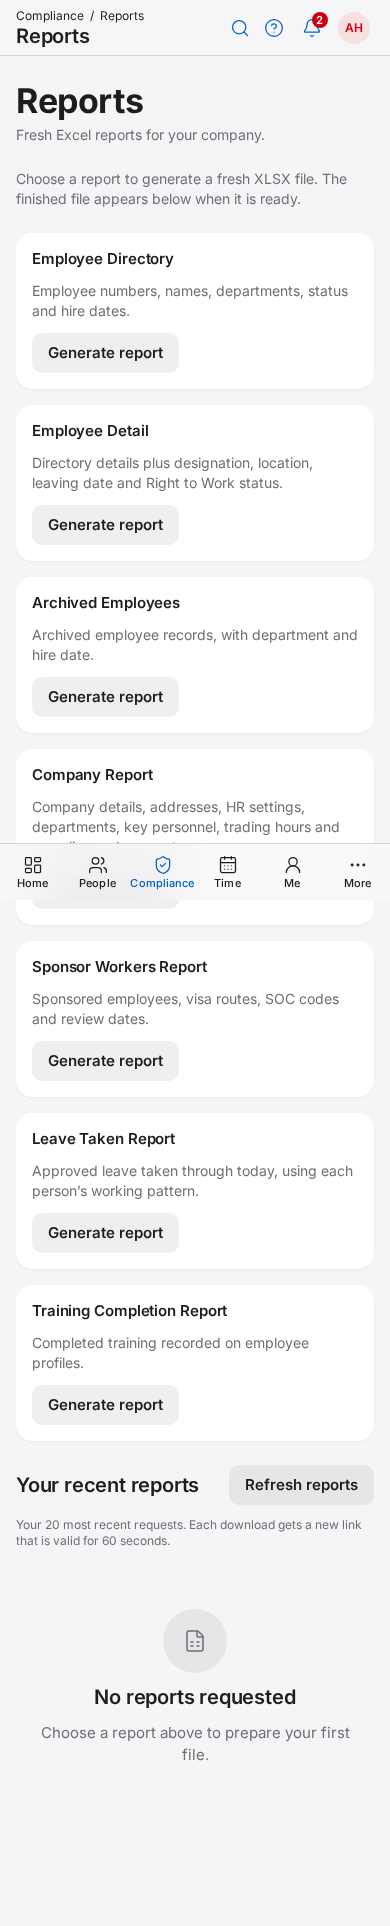 Compliance / Reports
Reports
2
AH
Reports
Fresh Excel reports for your company.
Choose a report to generate a fresh XLSX file. The
finished file appears below when it is ready.
Employee Directory
Employee numbers, names, departments, status
and hire dates.
Generate report
Employee Detail
Directory details plus designation, location,
leaving date and Right to Work status.
Generate report
Archived Employees
Archived employee records, with department and
hire date.
Generate report
Company Report
Company details, addresses, HR settings,
departments, key personnel, trading hours and
Home
People
Compliance
Time
Me
More
Sponsor Workers Report
Sponsored employees, visa routes, SOC codes
and review dates.
Generate report
Leave Taken Report
Approved leave taken through today, using each
person’s working pattern.
Generate report
Training Completion Report
Completed training recorded on employee
profiles.
Generate report
Your recent reports
Refresh reports
Your 20 most recent requests. Each download gets a new link
that is valid for 60 seconds.
No reports requested
Choose a report above to prepare your first
file.